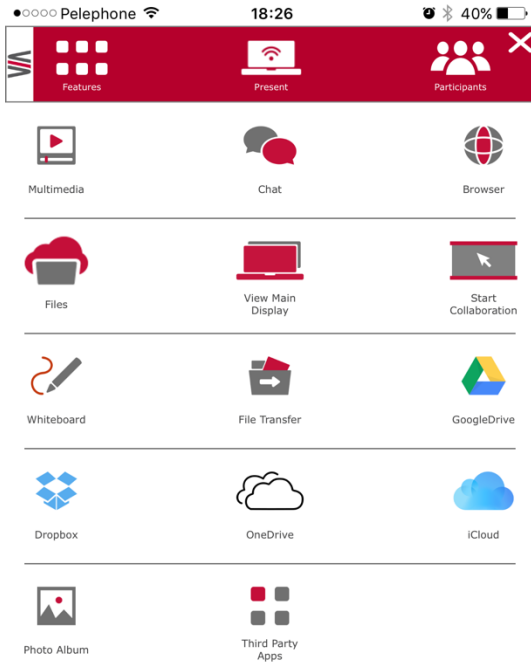 Pelephone 18:26 40%
Features Present Participants
Multimedia Chat Browser
Files View Main Display Start Collaboration
Whiteboard File Transfer GoogleDrive
Dropbox OneDrive iCloud
Photo Album Third Party Apps